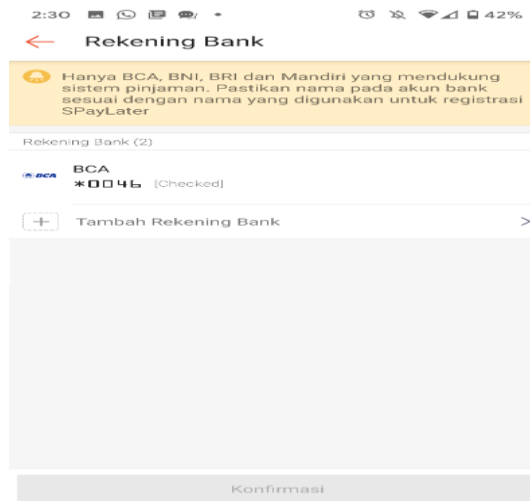 2:30 42%
Rekening Bank
Hanya BCA, BNI, BRI dan Mandiri yang mendukung
sistem pinjaman. Pastikan nama pada akun bank
sesuai dengan nama yang digunakan untuk registrasi
SPayLater
Rekening Bank (2)
BCA
BCA
*0046 [Checked]
Tambah Rekening Bank
Konfirmasi